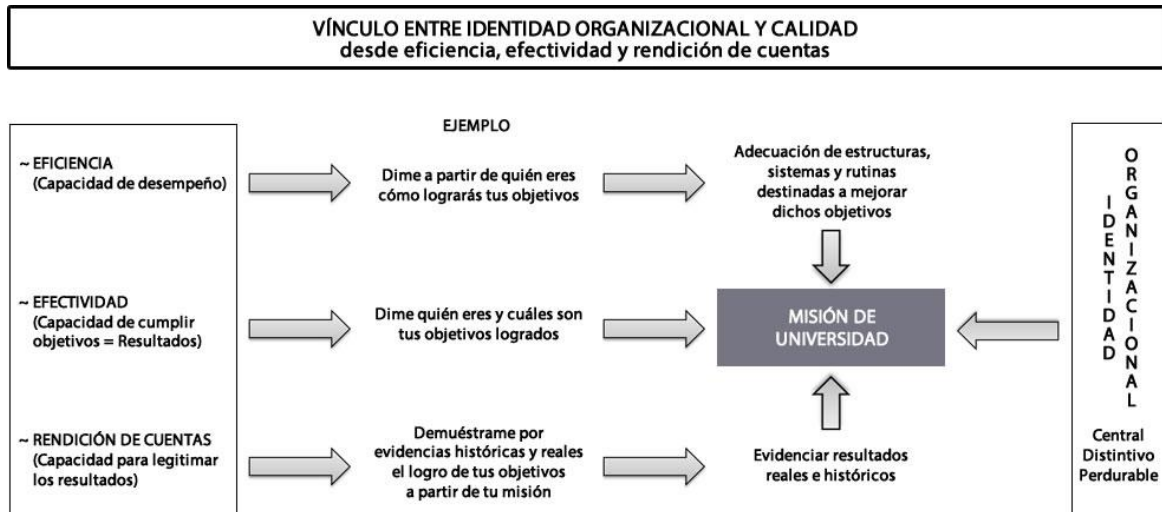 VÍNCULO ENTRE IDENTIDAD ORGANIZACIONAL Y CALIDAD
desde eficiencia, efectividad y rendición de cuentas
EJEMPLO
~ EFICIENCIA
(Capacidad de desempeño)
Dime a partir de quién eres
cómo lograrás tus objetivos
Adecuación de estructuras,
sistemas y rutinas
destinadas a mejorar
dichos objetivos
~ EFECTIVIDAD
(Capacidad de cumplir
objetivos = Resultados)
Dime quién eres y cuáles son
tus objetivos logrados
MISIÓN DE
UNIVERSIDAD
~ RENDICIÓN DE CUENTAS
(Capacidad para legitimar
los resultados)
Demuéstrame por
evidencias históricas y reales
el logro de tus objetivos
a partir de tu misión
Evidenciar resultados
reales e históricos
IDENTIDAD
ORGANIZACIONAL
Central
Distintivo
Perdurable